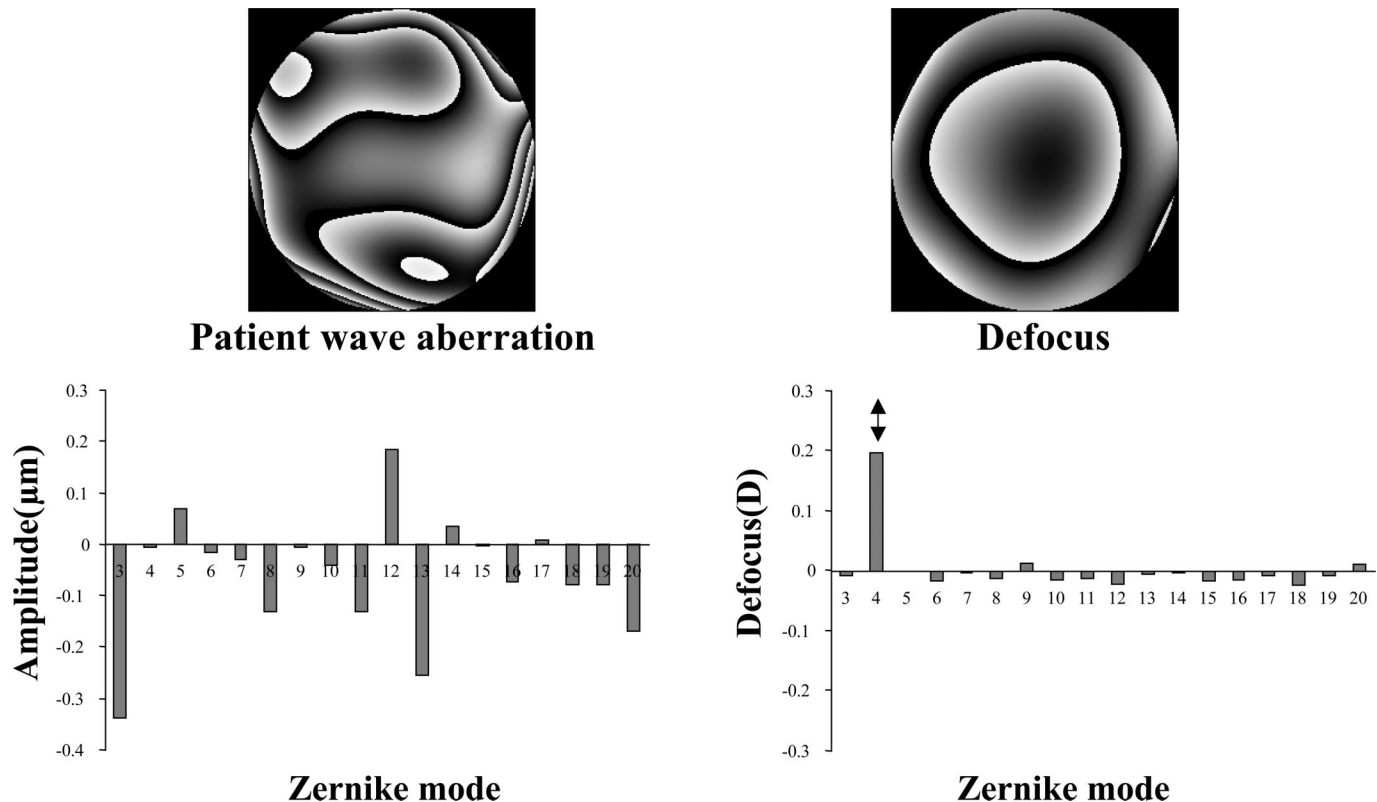 Patient wave aberration
Defocus
0.3
0.2
0.1
0
-0.1
-0.2
-0.3
-0.4
Amplitude(μm)
3 4 5 6 7 8 9 10 11 12 13 14 15 16 17 18 19 20
Zernike mode
0.3
0.2
0.1
0
-0.1
-0.2
-0.3
Defocus(D)
3 4 5 6 7 8 9 10 11 12 13 14 15 16 17 18 19 20
Zernike mode